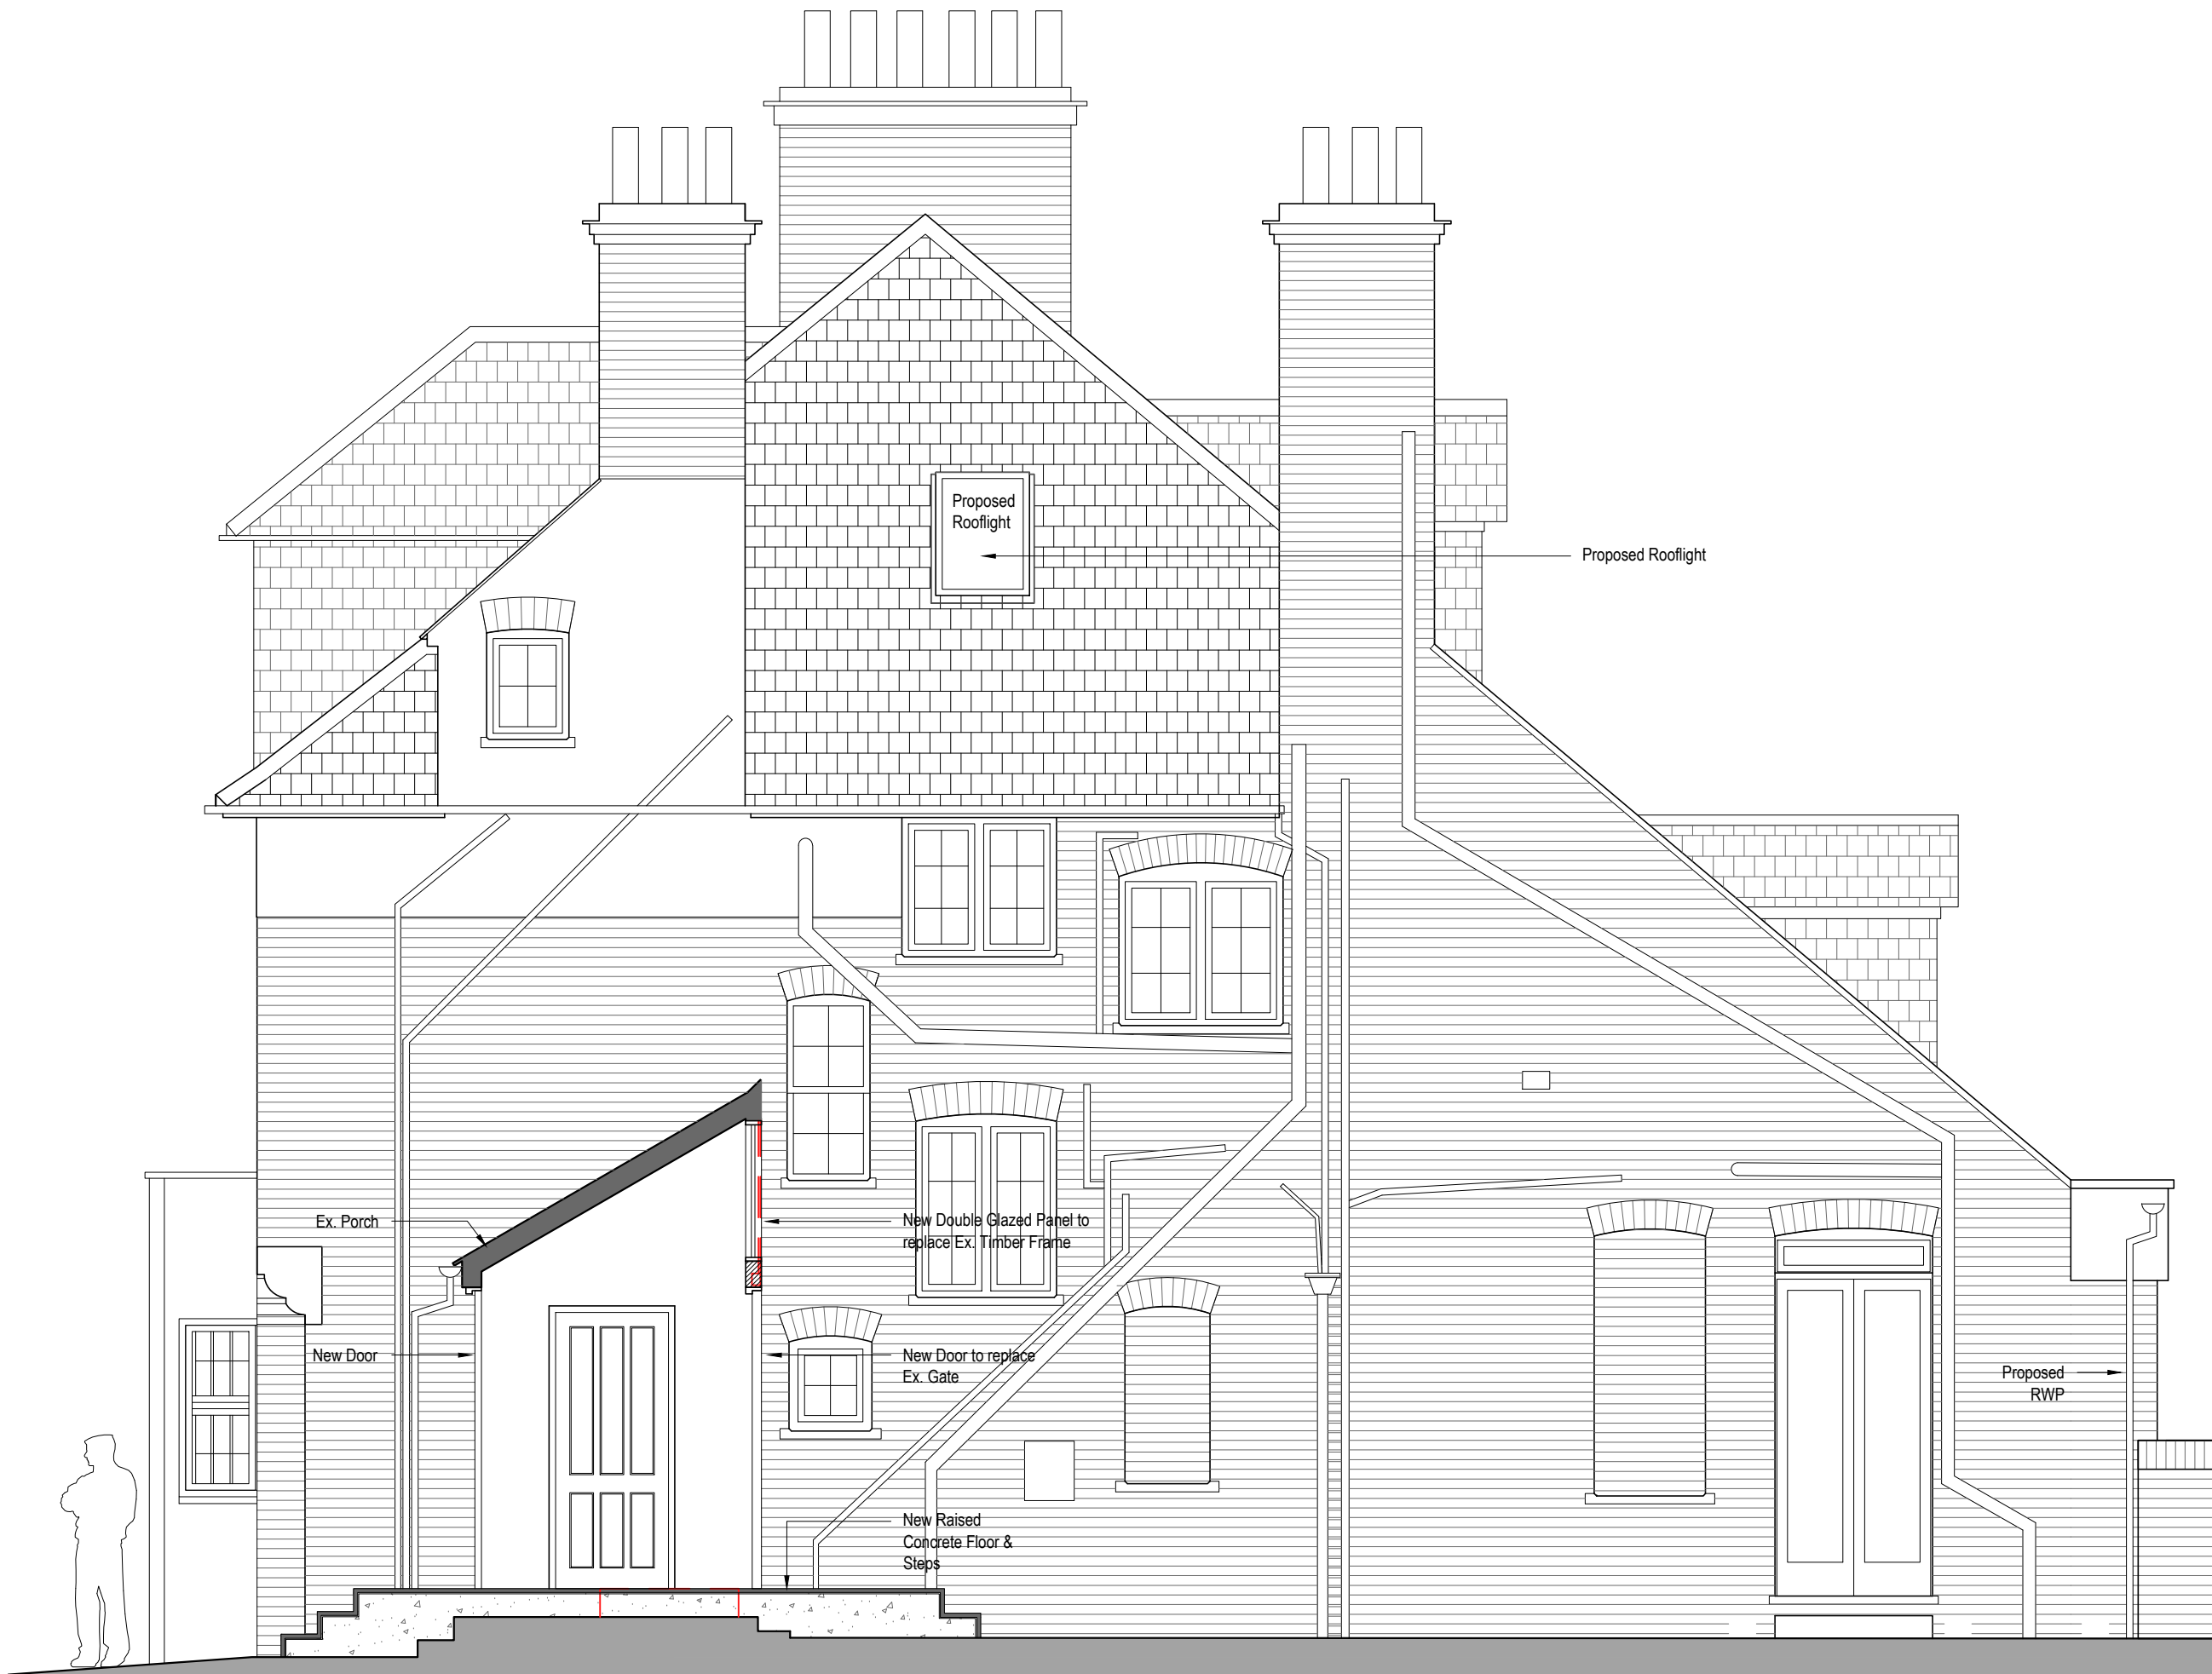 Proposed
Rooflight
Proposed Rooflight
Ex. Porch
New Double Glazed Panel to
replace Ex. Timber Frame
New Door
New Door to replace
Ex. Gate
Proposed
RWP
New Raised
Concrete Floor &
Steps